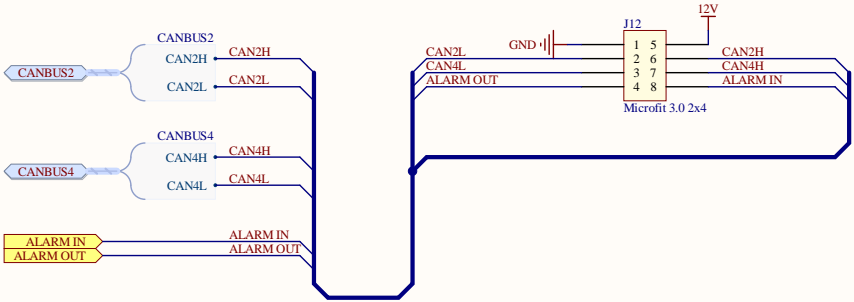 CANBUS2
CANBUS2
CAN2H
CAN2H
CAN2L
CAN2L
CANBUS4
CANBUS4
CAN4H
CAN4H
CAN4L
CAN4L
ALARM IN
ALARM IN
ALARM OUT
ALARM OUT
12V
J12
GND
1 5
CAN2L
2 6
CAN2H
CAN4L
3 7
CAN4H
ALARM OUT
4 8
ALARM IN
Microfit 3.0 2x4